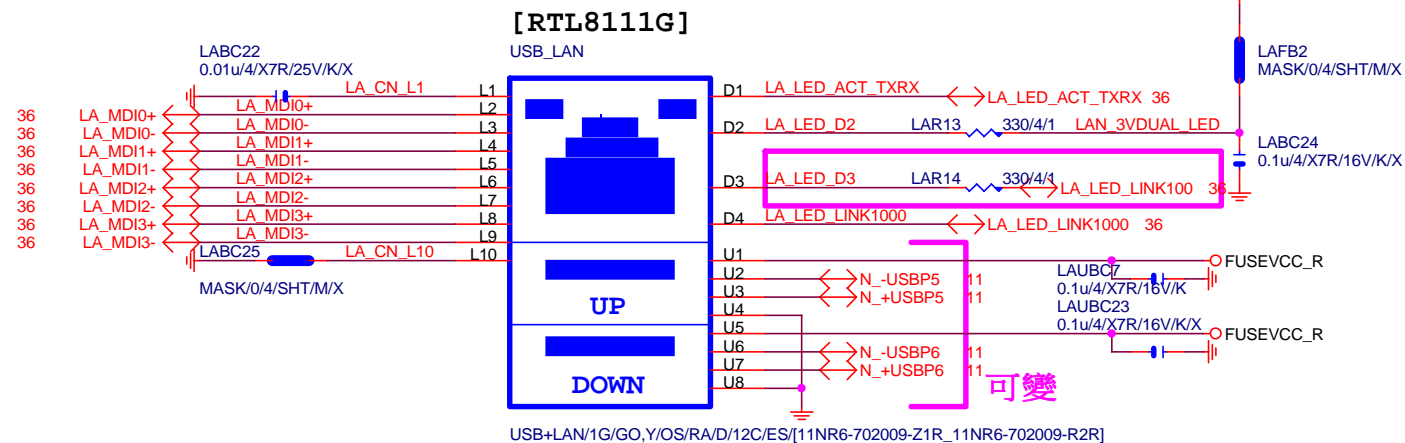 [RTL8111G]
USB_LAN
LABC22
0.01u/4/X7R/25V/K/X
LAFB2
MASK/0/4/SHT/M/X
LA_CN_L1 L1
D1 LA_LED_ACT_TXRX LA_LED_ACT_TXRX 36
36 LA_MDI0+ LA_MDI0+ L2
36 LA_MDI0- LA_MDI0- L3
D2 LA_LED_D2 LAR13 330/4/1 LAN_3VDUAL_LED
36 LA_MDI1+ LA_MDI1+ L4
LABC24
0.1u/4/X7R/16V/K/X
36 LA_MDI1- LA_MDI1- L5
36 LA_MDI2+ LA_MDI2+ L6
D3 LA_LED_D3 LAR14 330/4/1 LA_LED_LINK100 36
36 LA_MDI2- LA_MDI2- L7
36 LA_MDI3+ LA_MDI3+ L8
D4 LA_LED_LINK1000 LA_LED_LINK1000 36
36 LA_MDI3- LA_MDI3- L9
LABC25 LA_CN_L10 L10
MASK/0/4/SHT/M/X
U1 FUSEVCC_R
U2 N_-USBP5 11
U3 N_+USBP5 11
LAUBC7
0.1u/4/X7R/16V/K
UP
U4
LAUBC23
0.1u/4/X7R/16V/K/X
U5 FUSEVCC_R
U6 N_-USBP6 11
U7 N_+USBP6 11
DOWN
U8
可變
USB+LAN/1G/GO,Y/OS/RA/D/12C/ES/[11NR6-702009-Z1R_11NR6-702009-R2R]